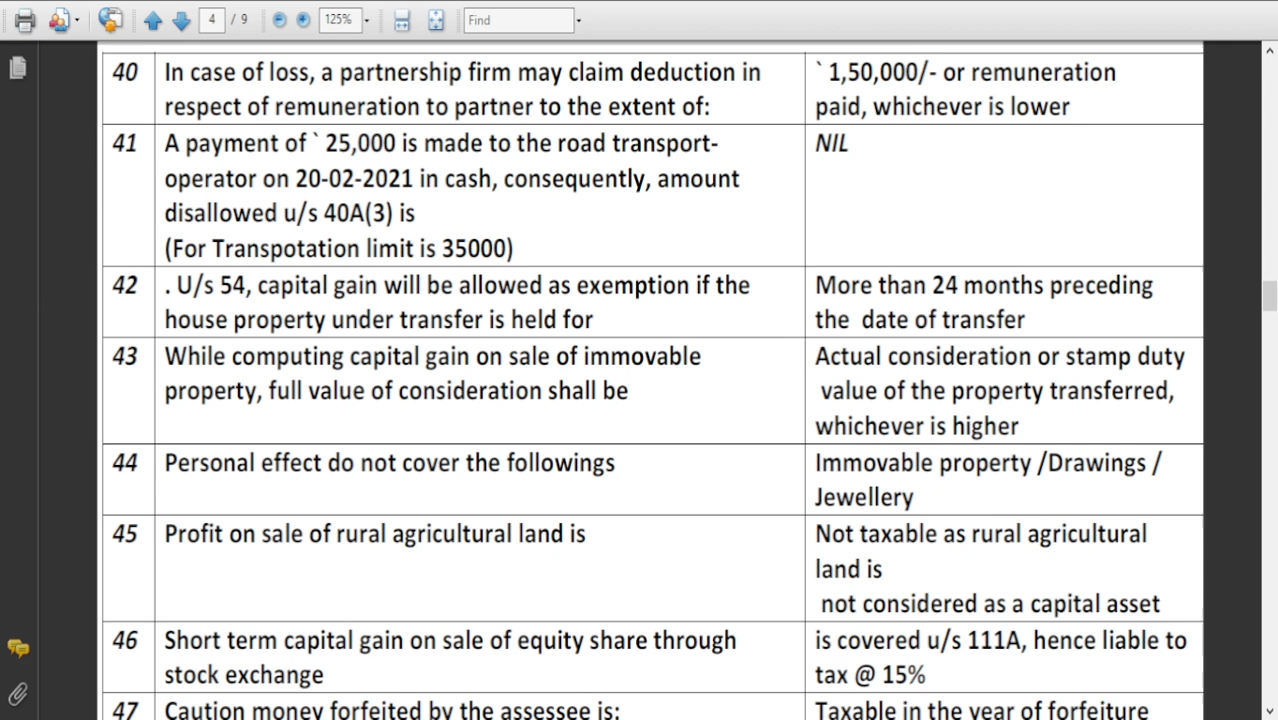 4 / 9 125% Find
40 In case of loss, a partnership firm may claim deduction in ` 1,50,000/- or remuneration
respect of remuneration to partner to the extent of: paid, whichever is lower
41 A payment of ` 25,000 is made to the road transport- NIL
operator on 20-02-2021 in cash, consequently, amount
disallowed u/s 40A(3) is
(For Transpotation limit is 35000)
42 . U/s 54, capital gain will be allowed as exemption if the More than 24 months preceding
house property under transfer is held for the date of transfer
43 While computing capital gain on sale of immovable Actual consideration or stamp duty
property, full value of consideration shall be value of the property transferred,
whichever is higher
44 Personal effect do not cover the followings Immovable property /Drawings /
Jewellery
45 Profit on sale of rural agricultural land is Not taxable as rural agricultural
land is
not considered as a capital asset
46 Short term capital gain on sale of equity share through is covered u/s 111A, hence liable to
stock exchange tax @ 15%
47 Caution money forfeited by the assessee is: Taxable in the year of forfeiture